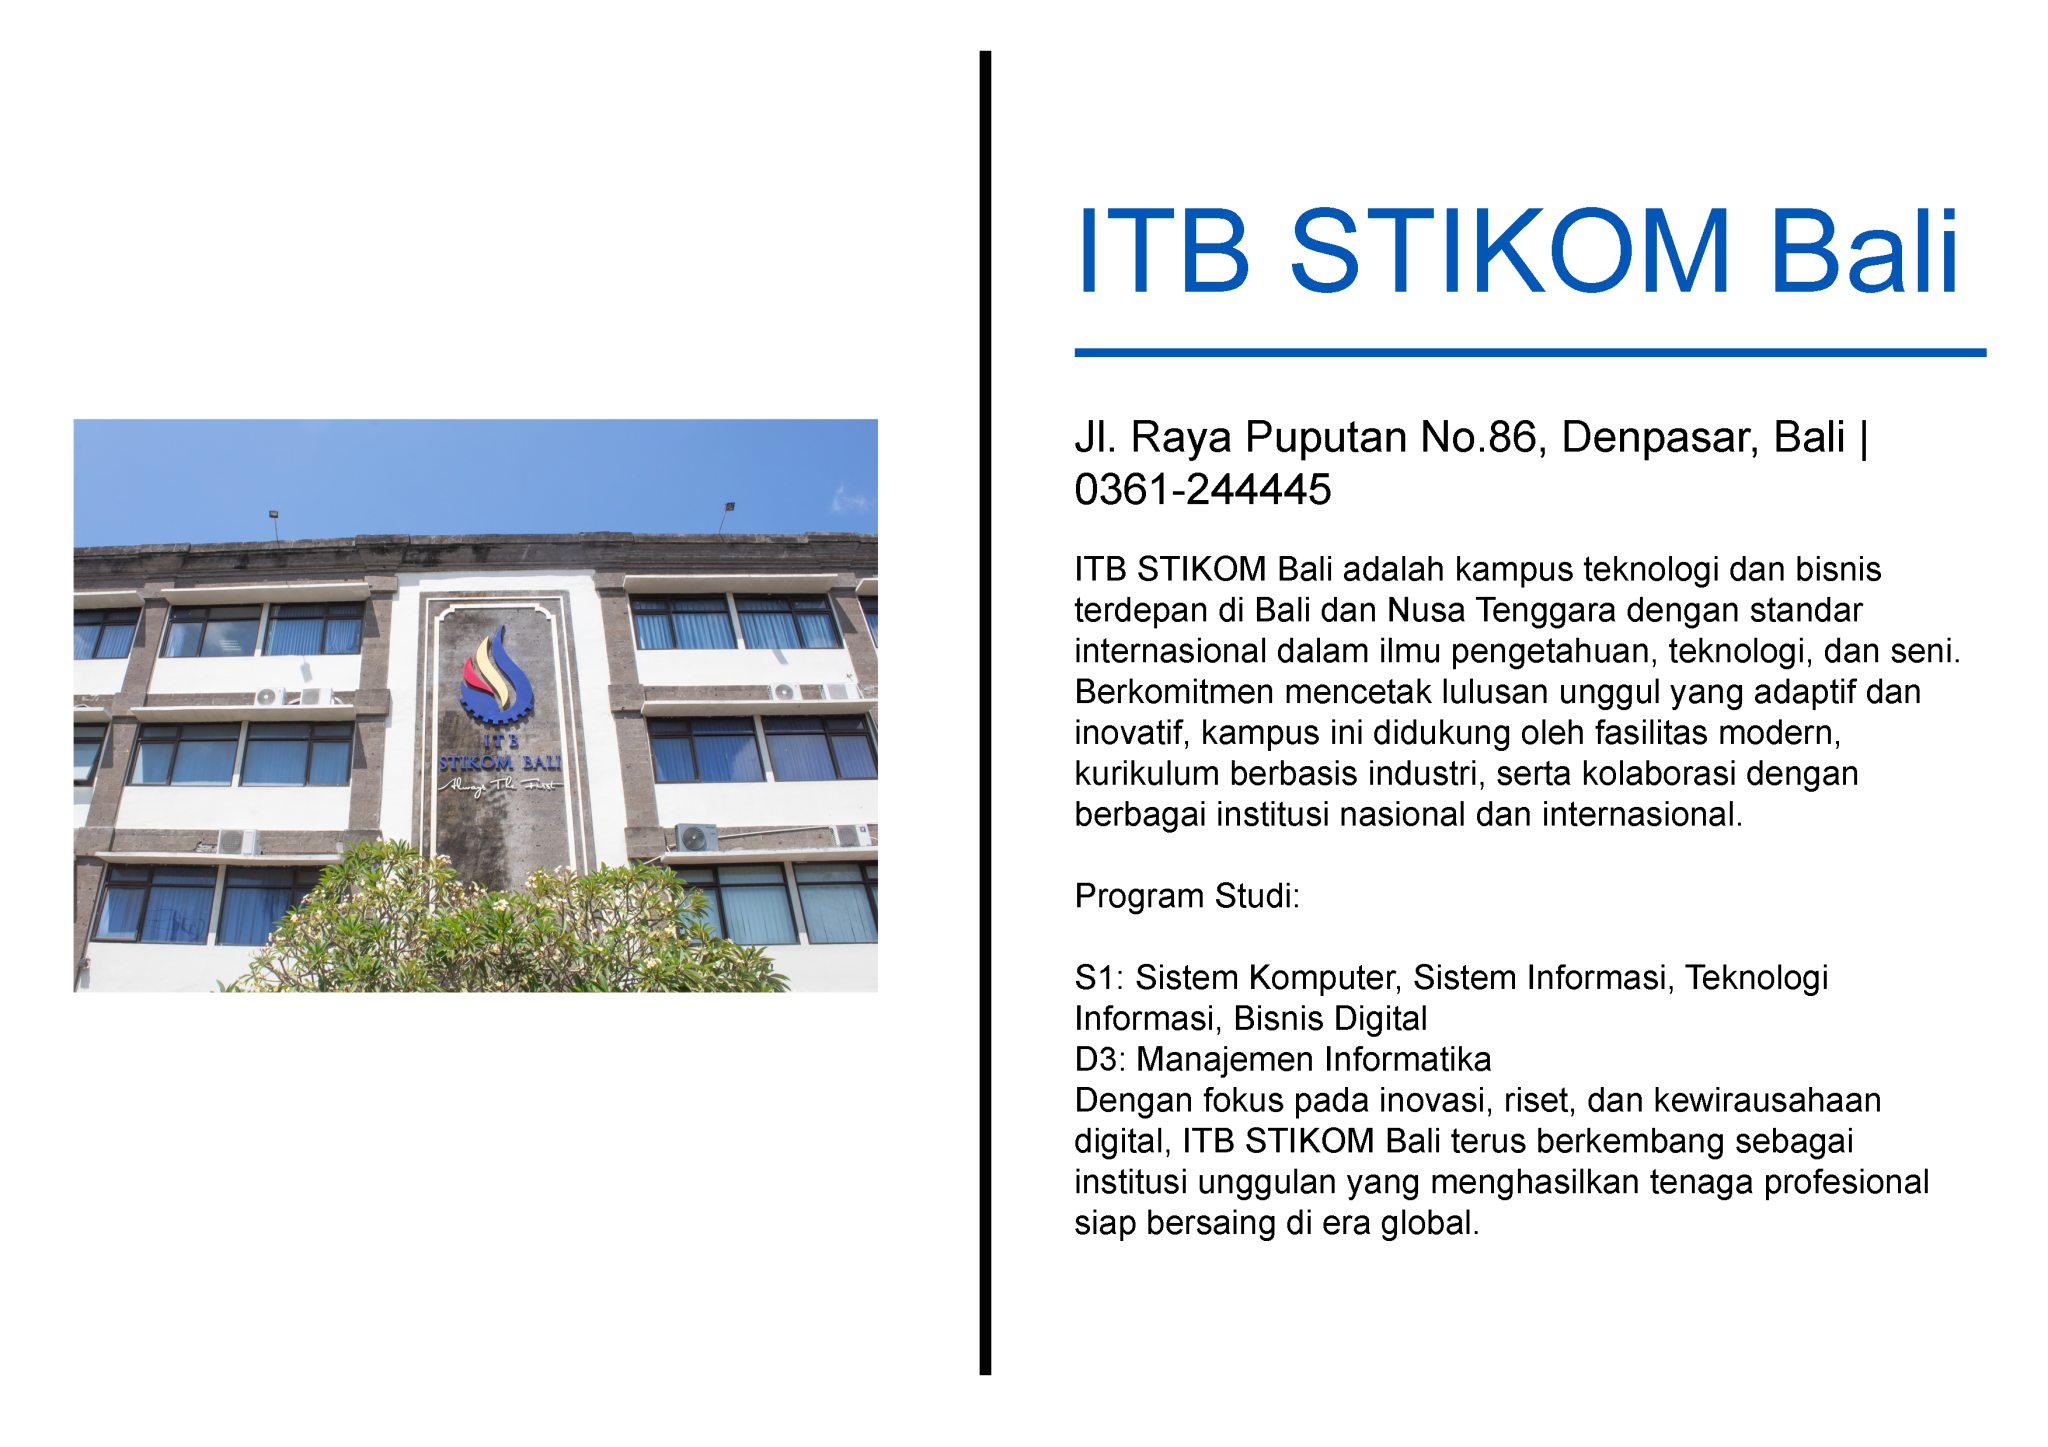 ITB
STIKOM BALI
Always The First
ITB STIKOM Bali
Jl. Raya Puputan No.86, Denpasar, Bali |
0361-244445
ITB STIKOM Bali adalah kampus teknologi dan bisnis
terdepan di Bali dan Nusa Tenggara dengan standar
internasional dalam ilmu pengetahuan, teknologi, dan seni.
Berkomitmen mencetak lulusan unggul yang adaptif dan
inovatif, kampus ini didukung oleh fasilitas modern,
kurikulum berbasis industri, serta kolaborasi dengan
berbagai institusi nasional dan internasional.
Program Studi:
S1: Sistem Komputer, Sistem Informasi, Teknologi
Informasi, Bisnis Digital
D3: Manajemen Informatika
Dengan fokus pada inovasi, riset, dan kewirausahaan
digital, ITB STIKOM Bali terus berkembang sebagai
institusi unggulan yang menghasilkan tenaga profesional
siap bersaing di era global.